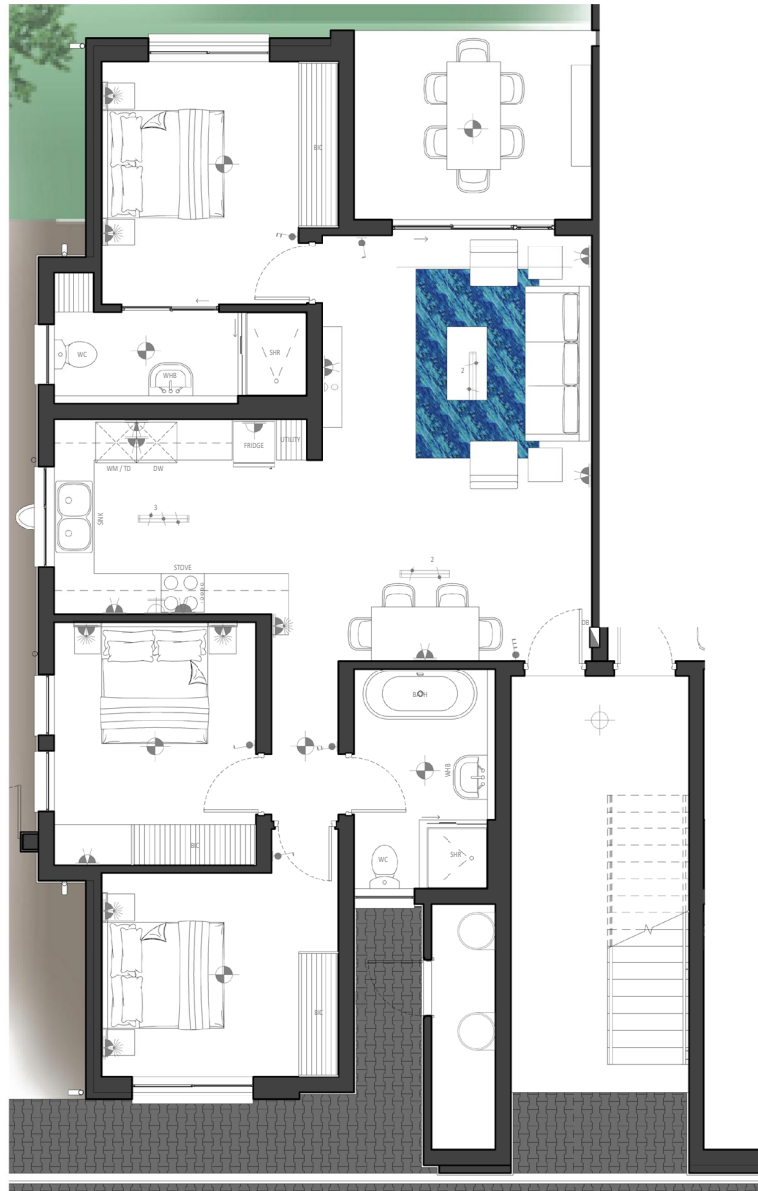 BIC
WC
WHB
SHR
2
FRIDGE
UTILITY
WM / TD
DW
SINK
3
STOVE
2
DB
BATH
WHB
BIC
WC
SHR
BIC